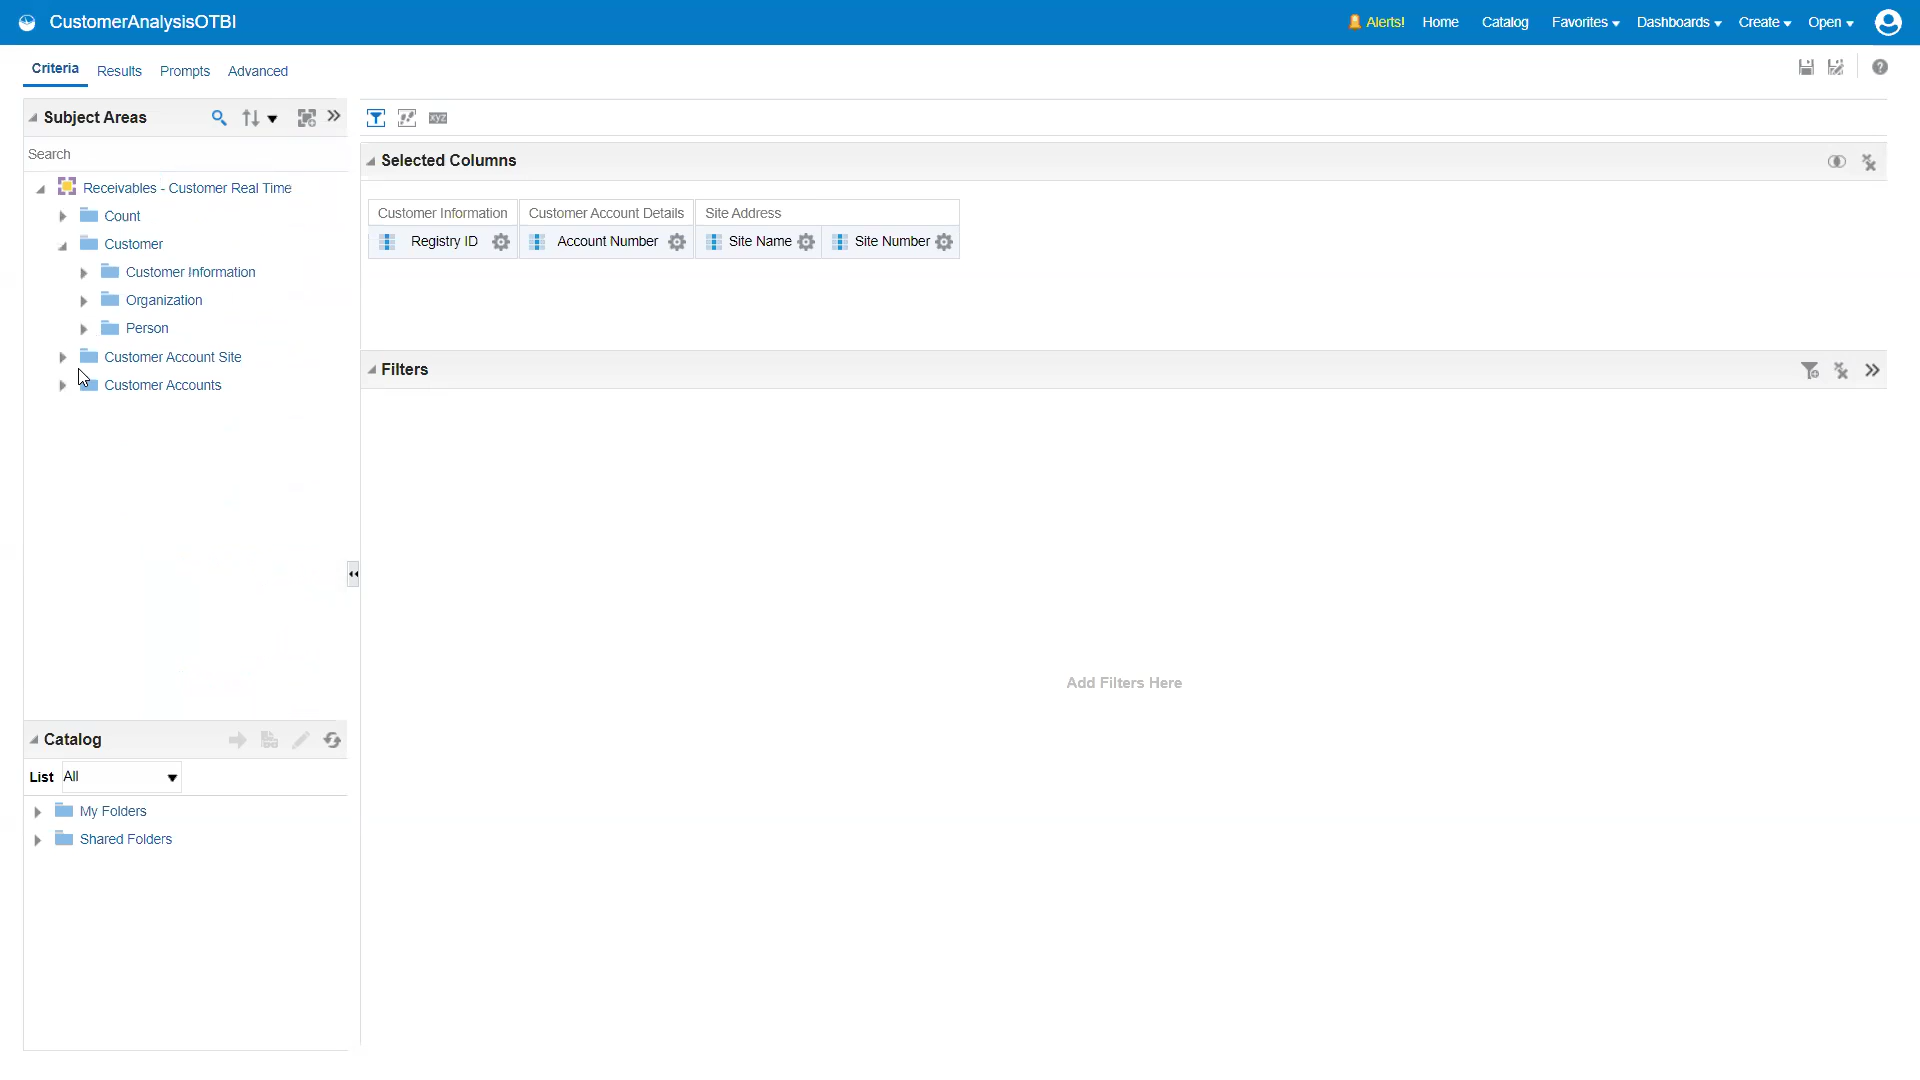 CustomerAnalysisOTBI
Alerts! Home Catalog Favorites Dashboards Create Open
Criteria Results Prompts Advanced
Subject Areas
Search
Receivables - Customer Real Time
Count
Customer
Customer Information
Organization
Person
Customer Account Site
Customer Accounts
xyz
Selected Columns
Customer Information Customer Account Details Site Address
Registry ID Account Number Site Name Site Number
Filters
Add Filters Here
Catalog
List All
My Folders
Shared Folders